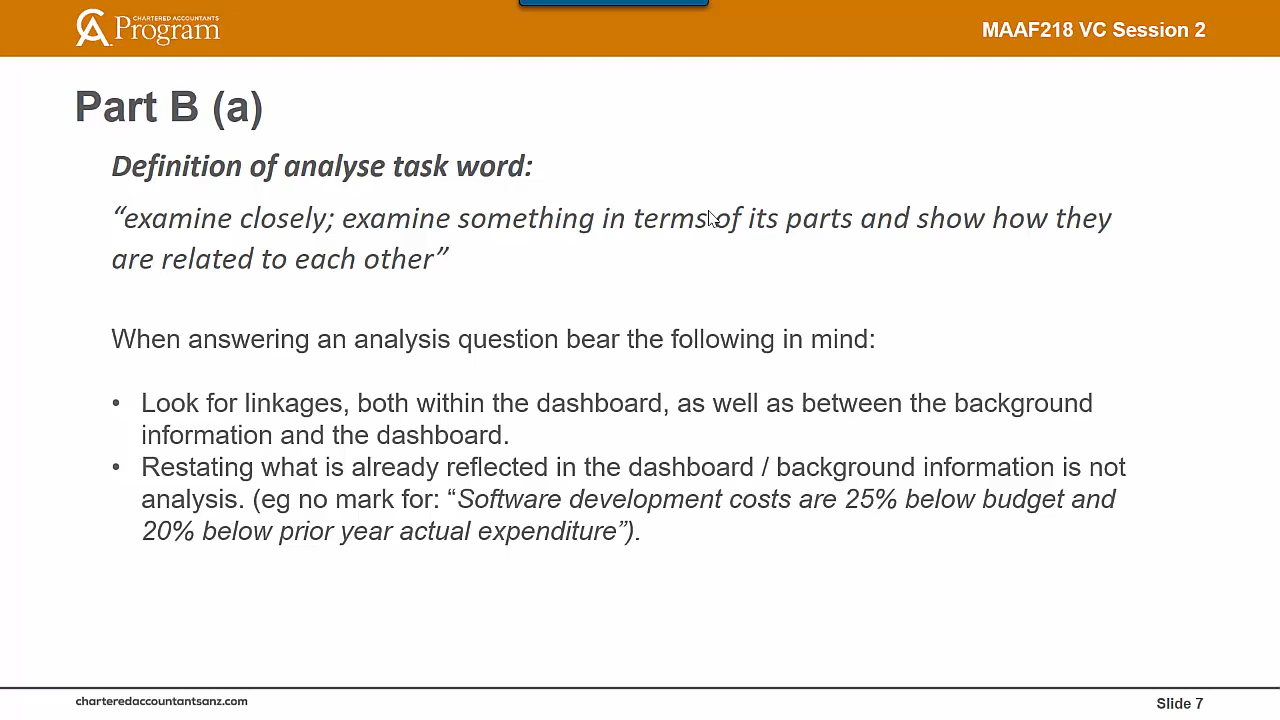 CHARTERED ACCOUNTANTS
CA Program
MAAF218 VC Session 2
Part B (a)
Definition of analyse task word:
“examine closely; examine something in terms of its parts and show how they
are related to each other”
When answering an analysis question bear the following in mind:
• Look for linkages, both within the dashboard, as well as between the background
information and the dashboard.
• Restating what is already reflected in the dashboard / background information is not
analysis. (eg no mark for: “Software development costs are 25% below budget and
20% below prior year actual expenditure”).
charteredaccountantsanz.com
Slide 7